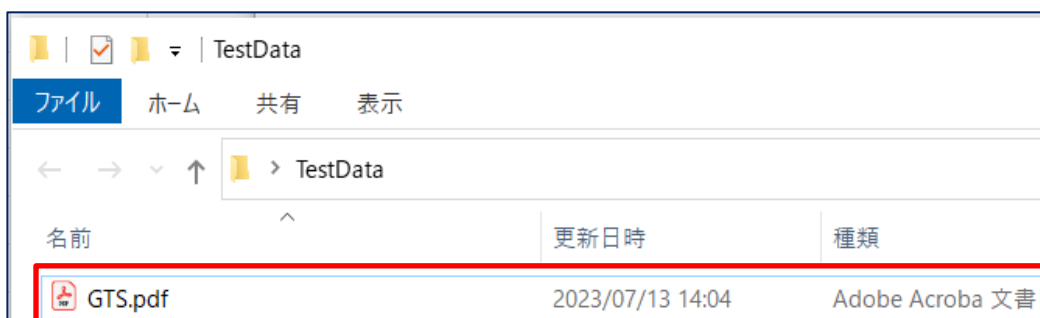 TestData
ファイル ホーム 共有 表示
TestData
名前 更新日時 種類
GTS.pdf 2023/07/13 14:04 Adobe Acroba 文書